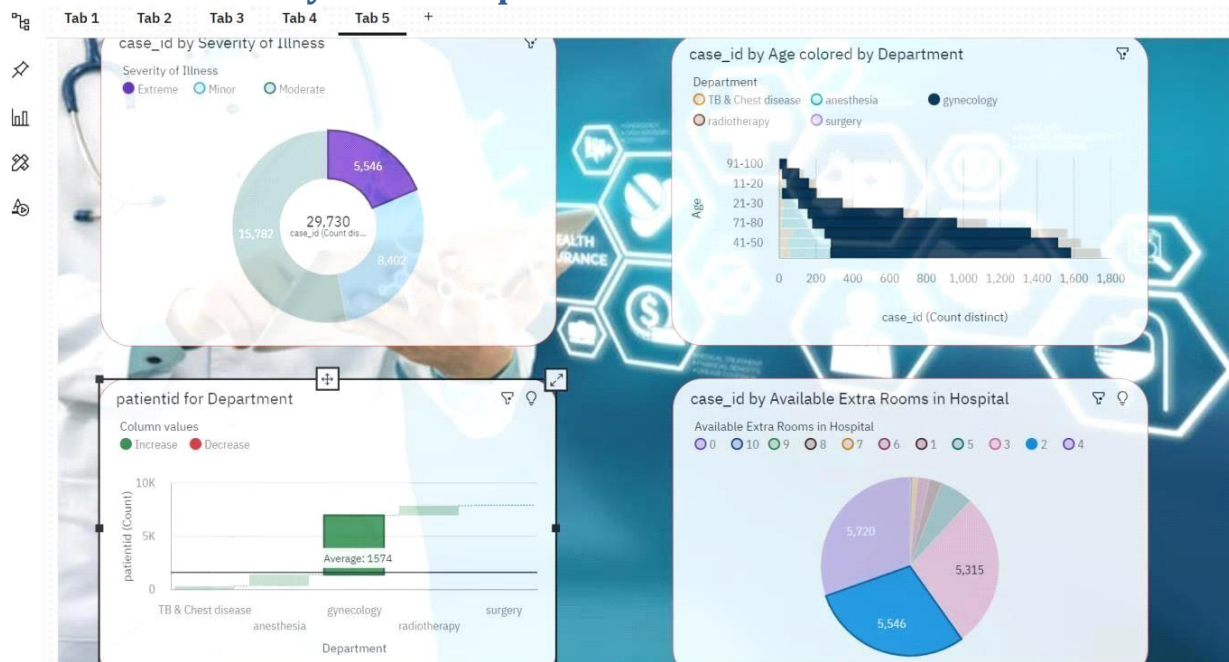 Tab 1 Tab 2 Tab 3 Tab 4 Tab 5 +
case_id by Severity of Illness
Severity of Illness
Extreme Minor Moderate
5,546
29,730
case_id (Count dis...
15,782
8,402
case_id by Age colored by Department
Department
TB & Chest disease anesthesia gynecology
radiotherapy surgery
91-100
11-20
21-30
71-80
41-50
Age
0 200 400 600 800 1,000 1,200 1,400 1,600 1,800
case_id (Count distinct)
EALTH
URANCE
$
patientid for Department
Column values
Increase Decrease
10K
5K
0
patientid (Count)
Average: 1574
TB & Chest disease gynecology surgery
anesthesia radiotherapy
Department
case_id by Available Extra Rooms in Hospital
Available Extra Rooms in Hospital
0 10 9 8 7 6 1 5 3 2 4
5,720
5,315
5,546